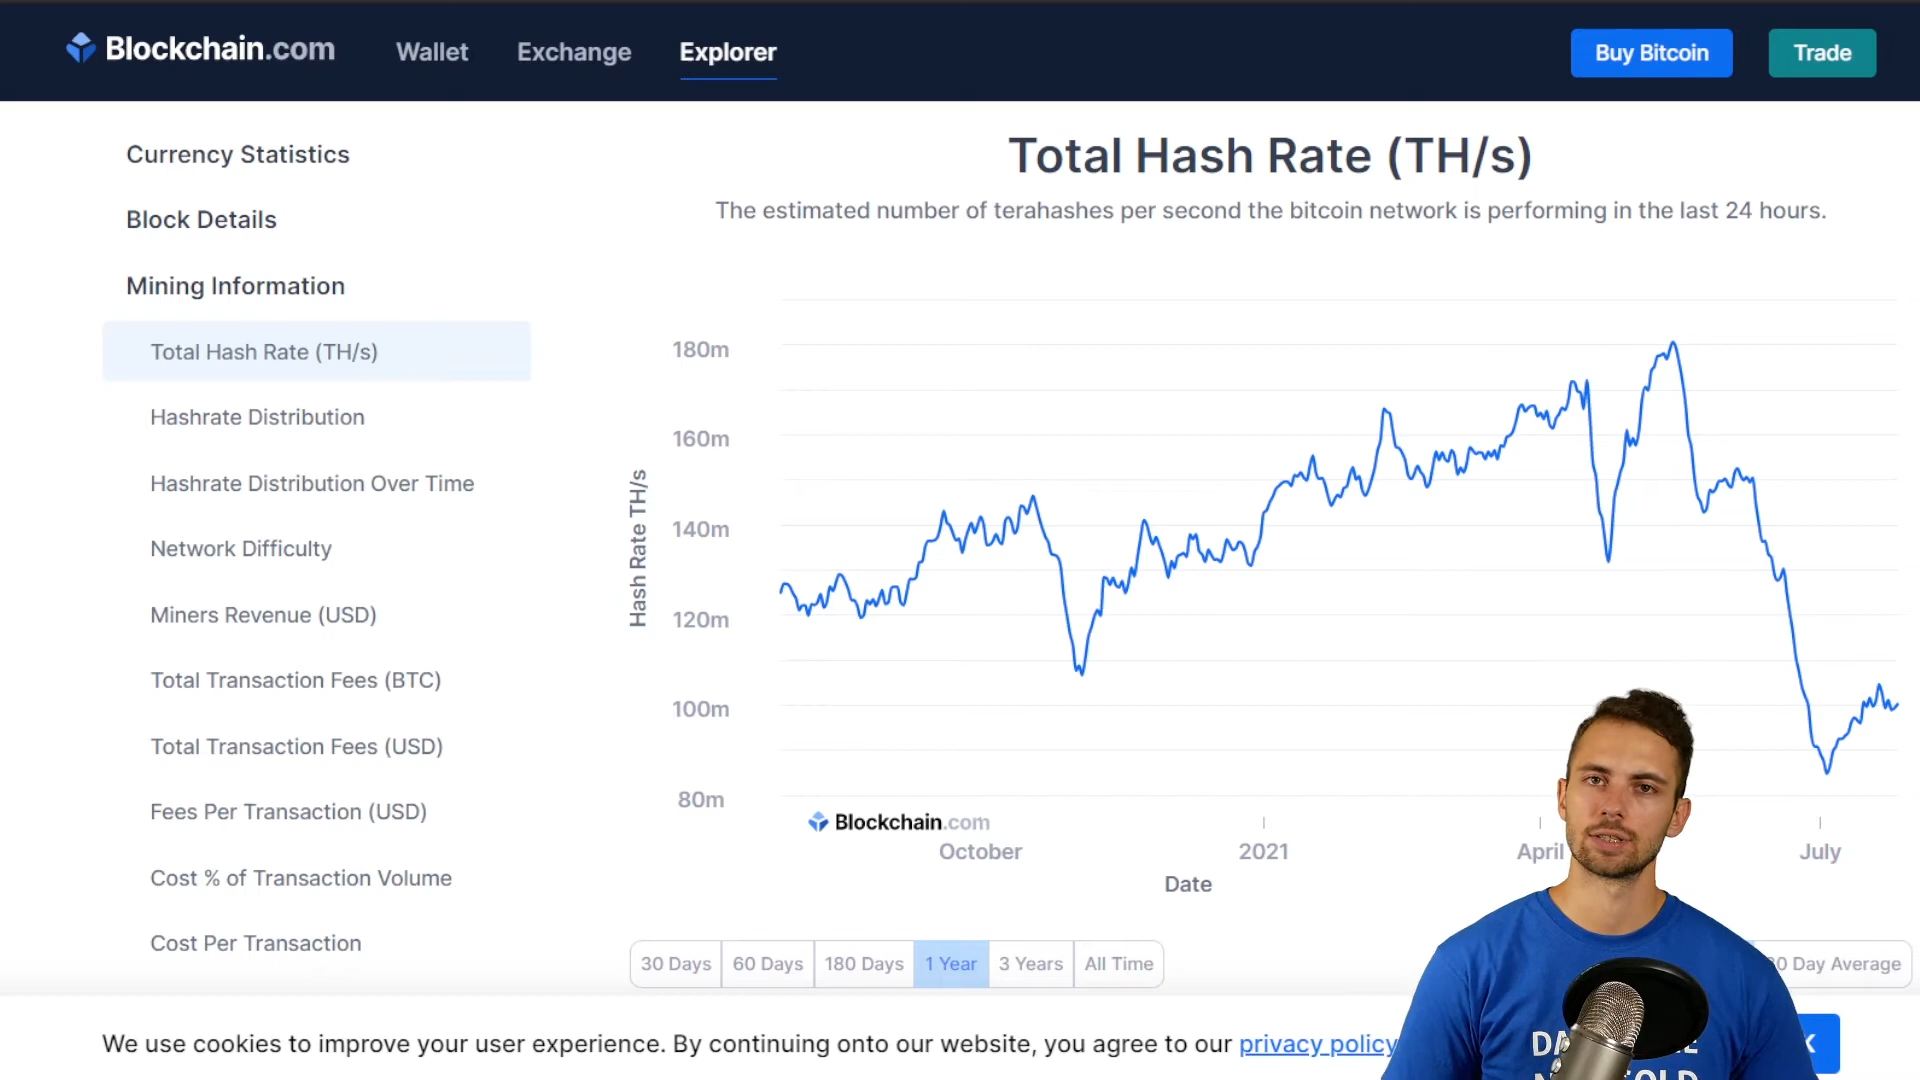 Blockchain.com
Wallet
Exchange
Explorer
Buy Bitcoin
Trade
Currency Statistics
Block Details
Mining Information
Total Hash Rate (TH/s)
Hashrate Distribution
Hashrate Distribution Over Time
Network Difficulty
Miners Revenue (USD)
Total Transaction Fees (BTC)
Total Transaction Fees (USD)
Fees Per Transaction (USD)
Cost % of Transaction Volume
Cost Per Transaction
Total Hash Rate (TH/s)
The estimated number of terahashes per second the bitcoin network is performing in the last 24 hours.
Hash Rate TH/s
180m
160m
140m
120m
100m
80m
Blockchain.com
October
2021
April
July
Date
30 Days
60 Days
180 Days
1 Year
3 Years
All Time
0 Day Average
We use cookies to improve your user experience. By continuing onto our website, you agree to our privacy policy